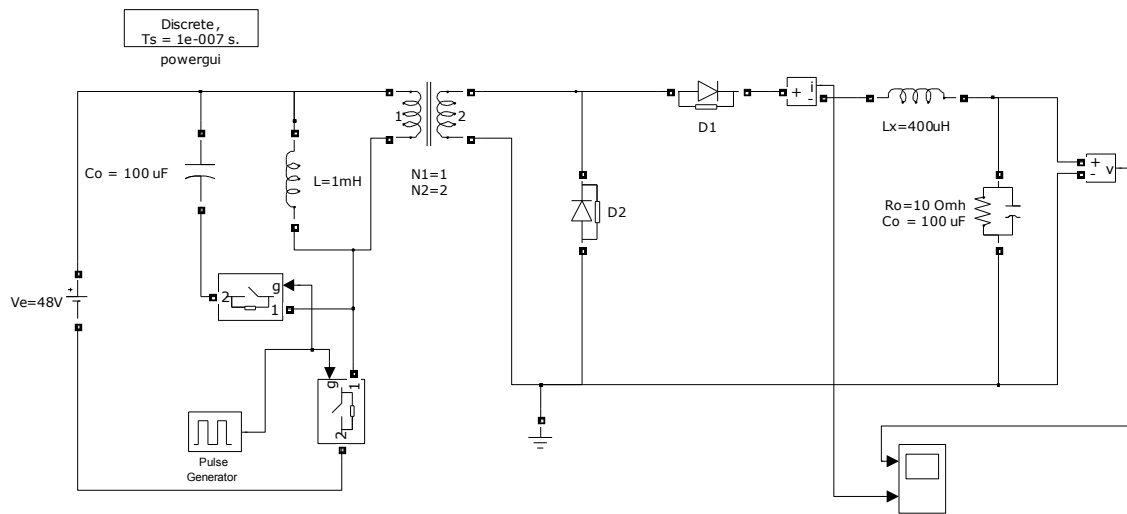 Discrete,
Ts = 1e-007 s.
powergui
1
2
+
i
-
D1
Lx=400uH
Co = 100 uF
L=1mH
N1=1
N2=2
+
v
-
D2
Ro=10 Omh
Co = 100 uF
2
g
1
+
Ve=48V
g
1
2
Pulse
Generator